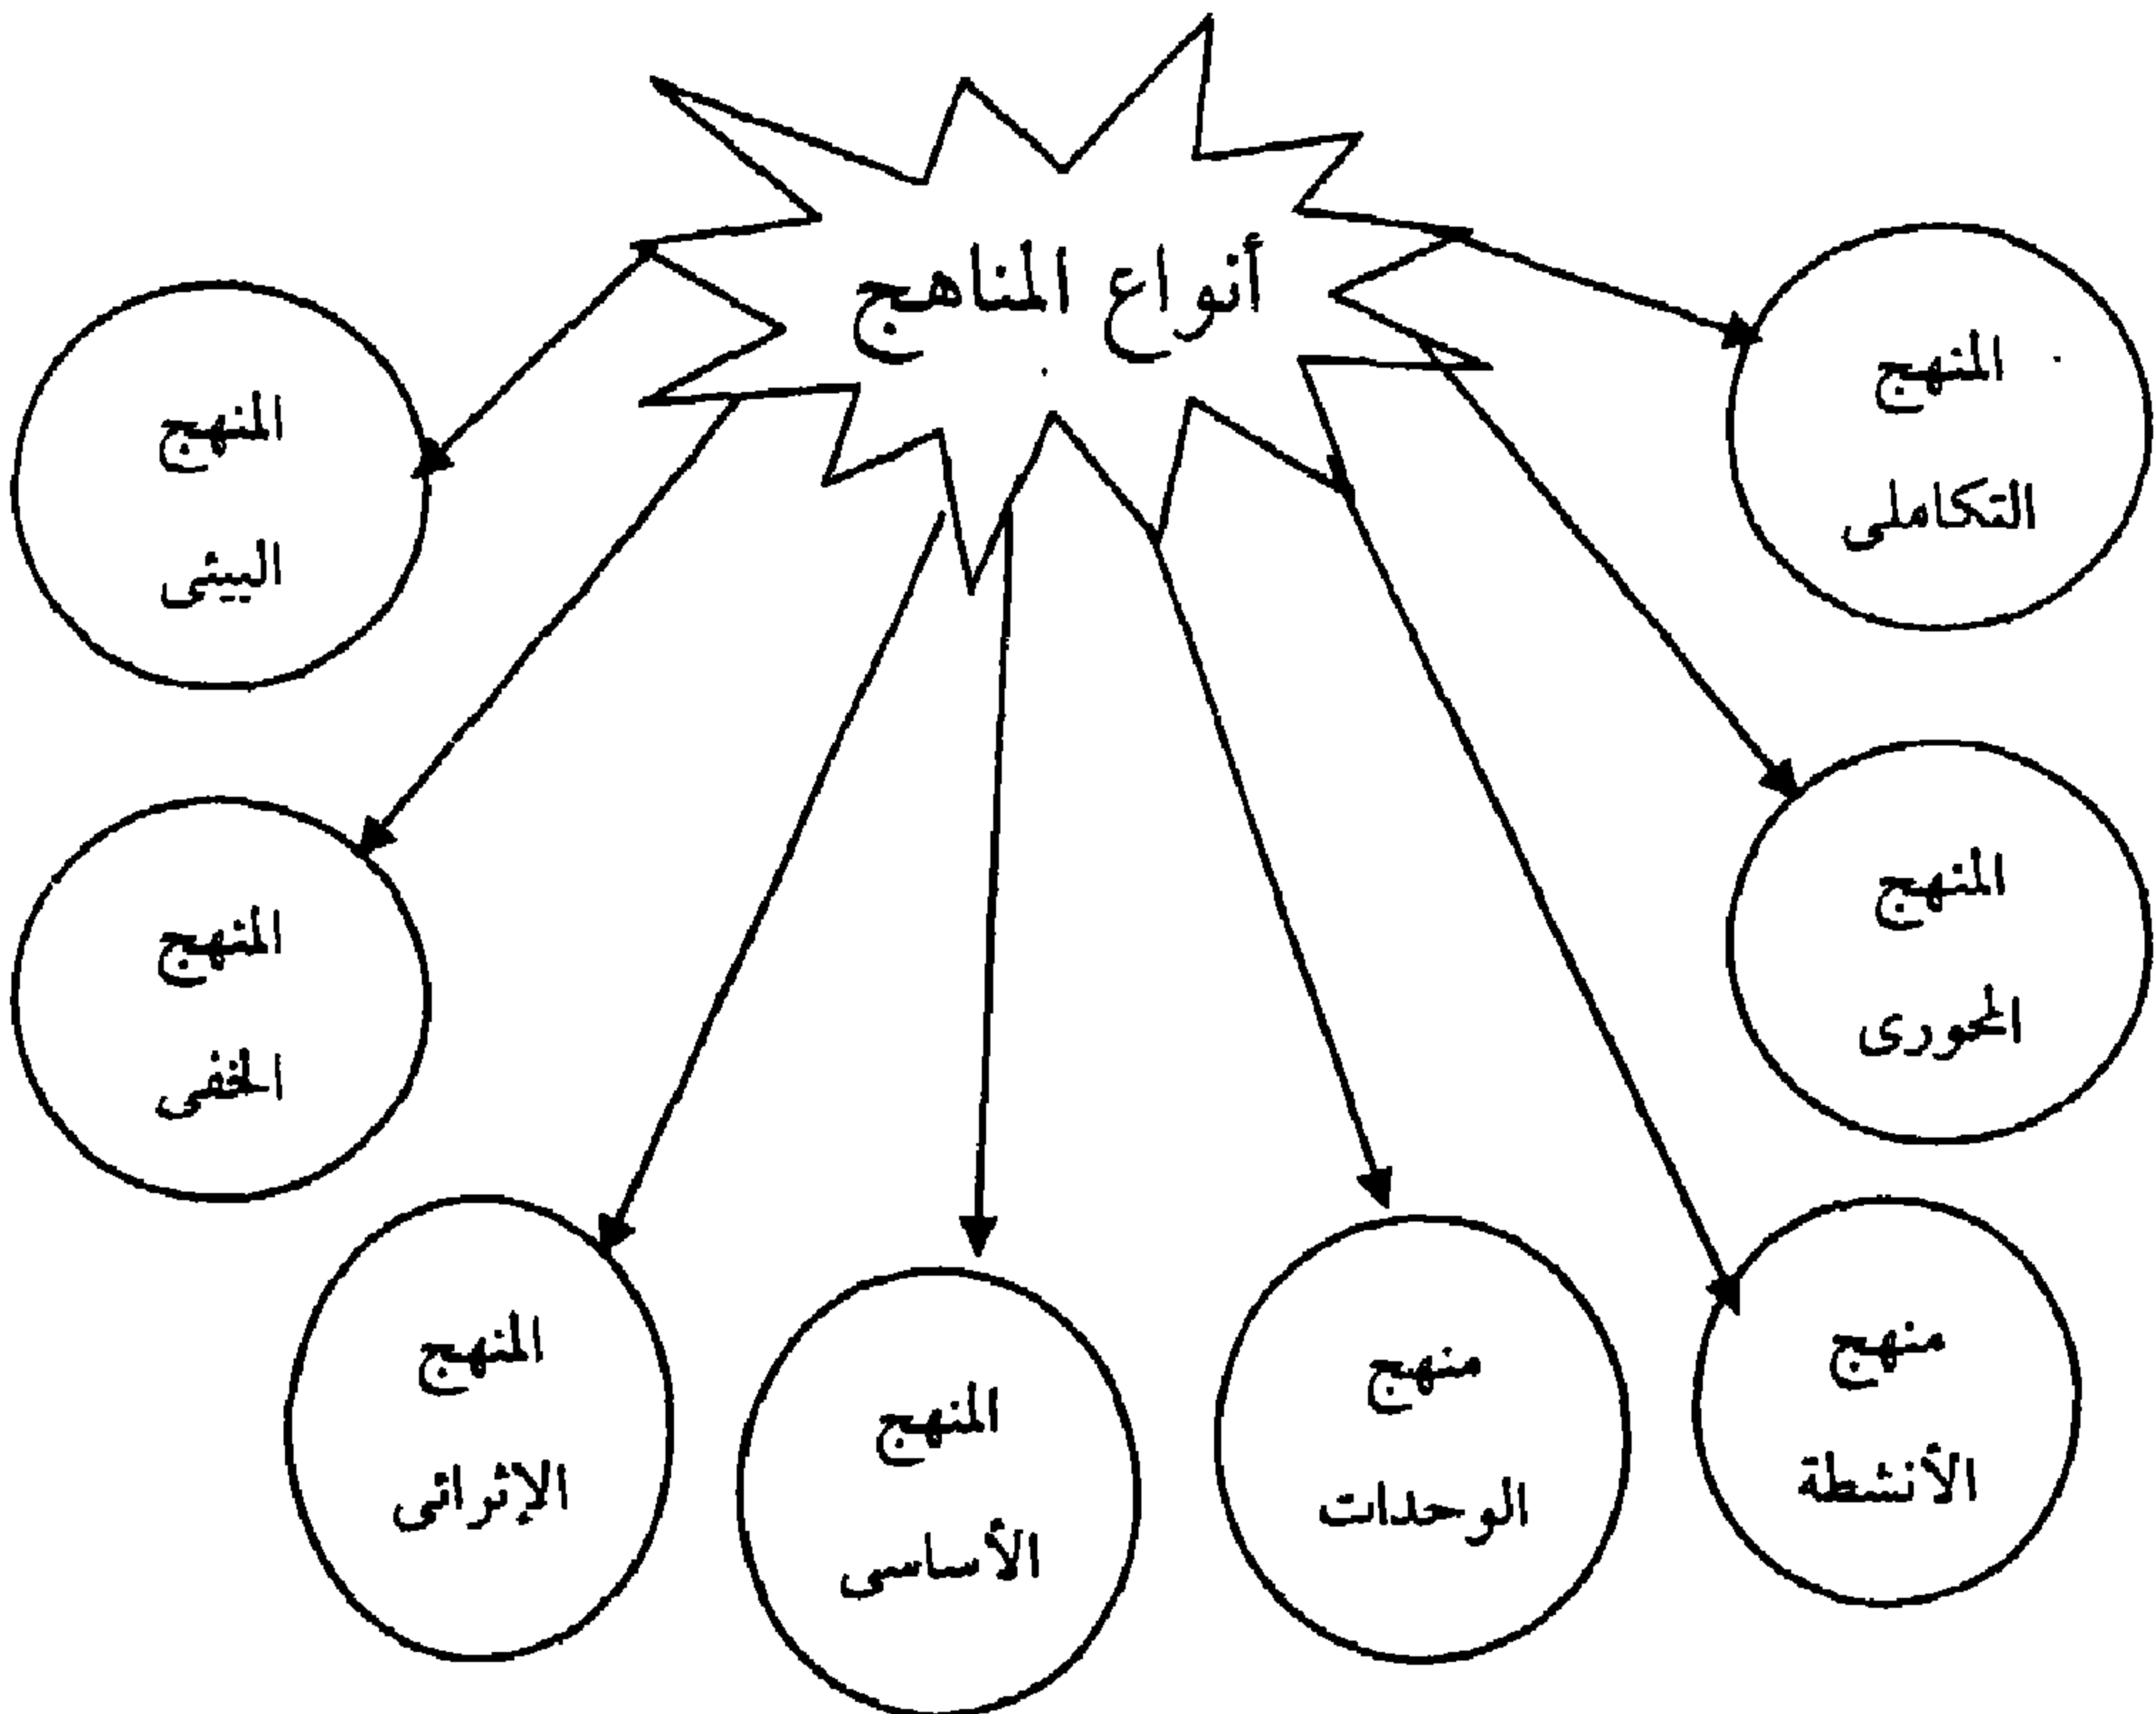 أنواع المناهج
المنهج
التكاملى
المنهج
المحورى
منهج
الأنشطة
منهج
الوحدات
المنهج
الأساسى
المنهج
الإثرائى
المنهج
الخفى
المنهج
البيئى